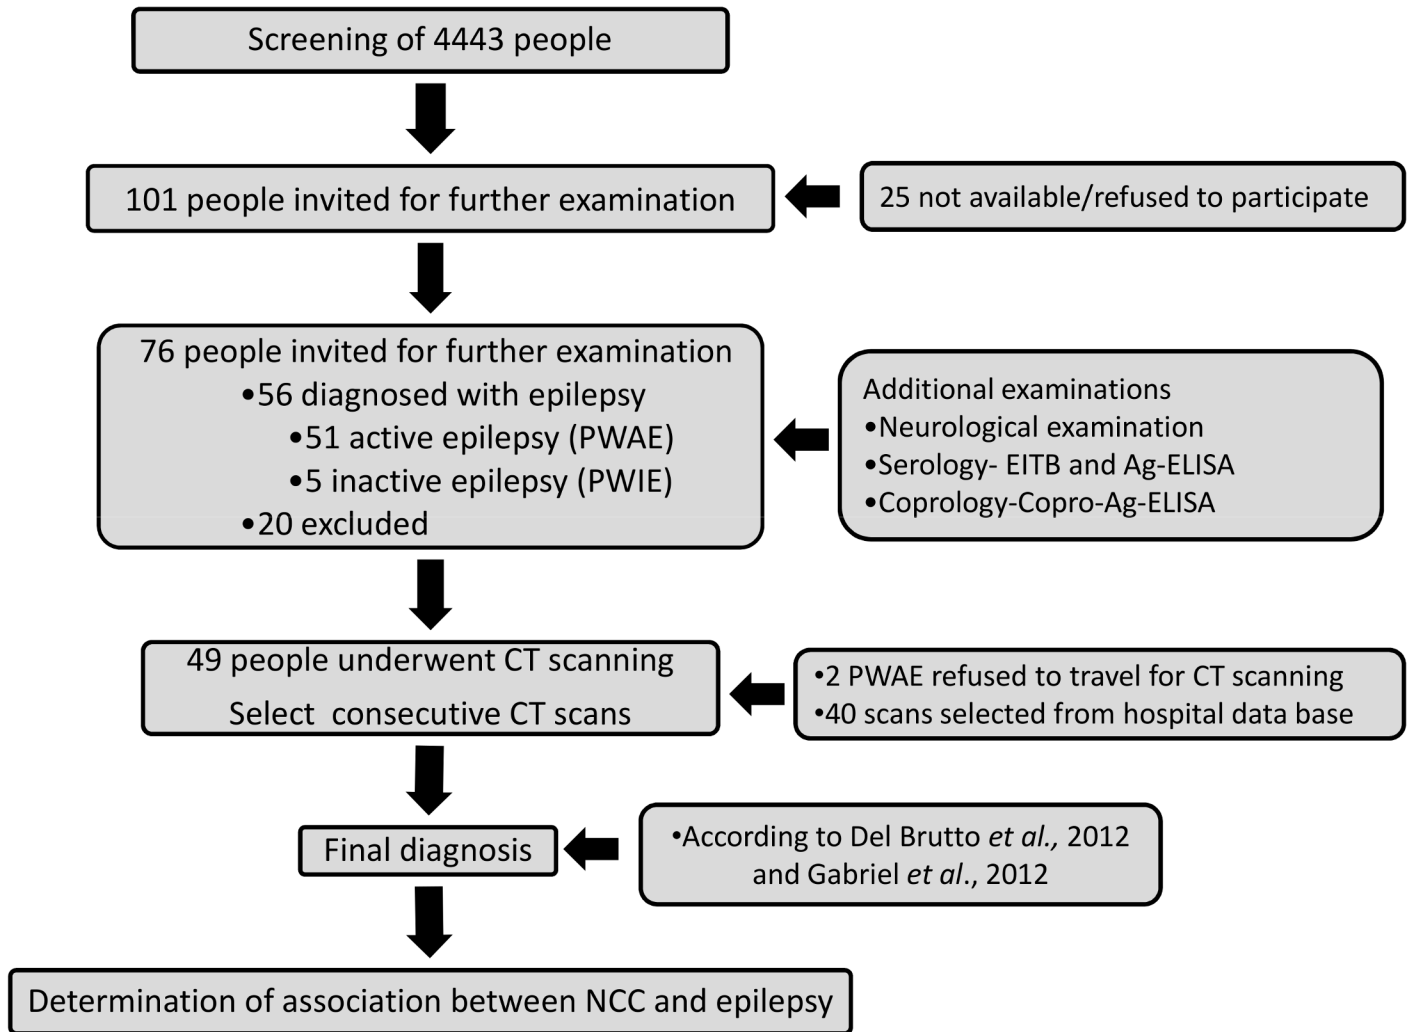 Screening of 4443 people
101 people invited for further examination
25 not available/refused to participate
76 people invited for further examination
•56 diagnosed with epilepsy
•51 active epilepsy (PWAE)
•5 inactive epilepsy (PWIE)
•20 excluded
Additional examinations
•Neurological examination
•Serology- EITB and Ag-ELISA
•Coprology-Copro-Ag-ELISA
49 people underwent CT scanning
Select consecutive CT scans
•2 PWAE refused to travel for CT scanning
•40 scans selected from hospital data base
Final diagnosis
•According to Del Brutto et al., 2012
and Gabriel et al., 2012
Determination of association between NCC and epilepsy